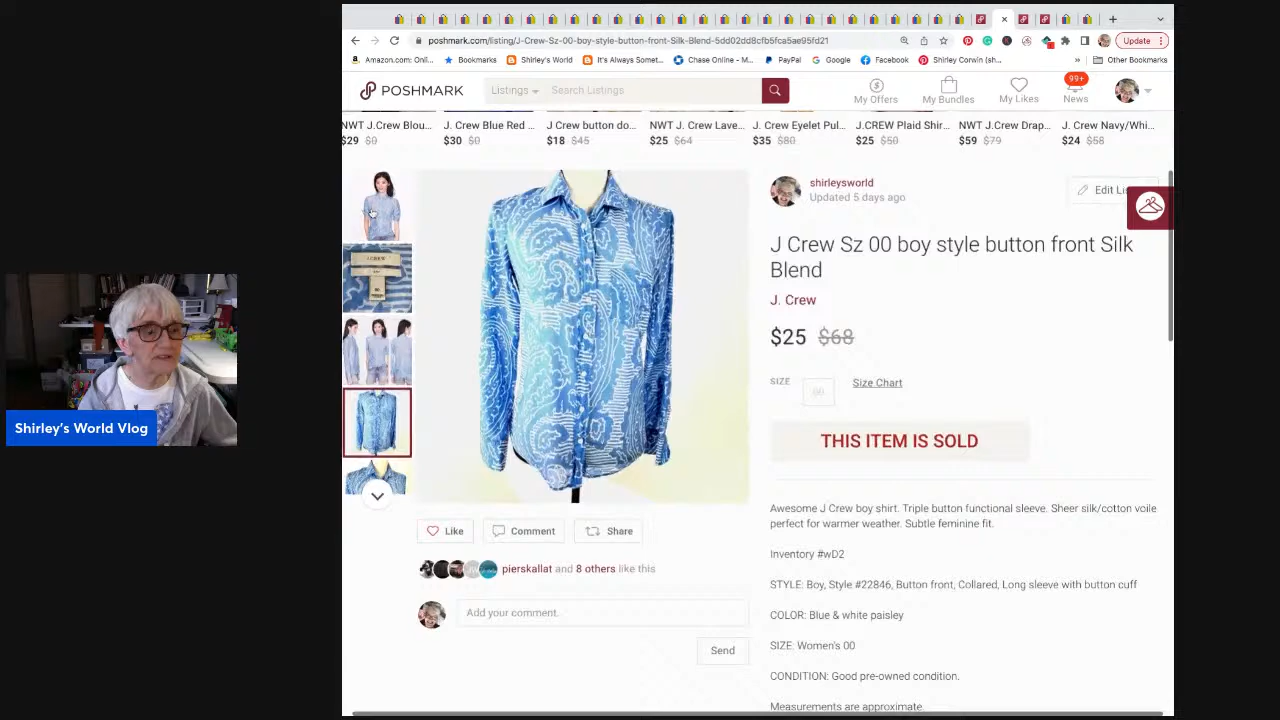 poshmark.com/listing/J-Crew-Sz-00-boy-style-button-front-Silk-Blend-5dd02dd8cfb5fca5ae95fd21
Update
Amazon.com: Onli...
Bookmarks
Shirley's World
It's Always Somet...
Chase Online - M...
PayPal
Google
Facebook
Shirley Corwin (sh...
Other Bookmarks
POSHMARK
Listings
Search Listings
99+
My Offers
My Bundles
My Likes
News
NWT J.Crew Blou...
J. Crew Blue Red ...
J Crew button do...
NWT J. Crew Lave...
J. Crew Eyelet Pul...
J.CREW Plaid Shir...
NWT J.Crew Drap...
J. Crew Navy/Whi...
$29 $0
$30 $0
$18 $45
$25 $64
$35 $80
$25 $50
$59 $79
$24 $58
shirleysworld
Updated 5 days ago
J Crew Sz 00 boy style button front Silk
Blend
J. Crew
$25 $68
SIZE
00
Size Chart
THIS ITEM IS SOLD
Like
Comment
Share
pierskallat and 8 others like this
Add your comment.
Send
Awesome J Crew boy shirt. Triple button functional sleeve. Sheer silk/cotton voile
perfect for warmer weather. Subtle feminine fit.
Inventory #wD2
STYLE: Boy, Style #22846, Button front, Collared, Long sleeve with button cuff
COLOR: Blue & white paisley
SIZE: Women's 00
CONDITION: Good pre-owned condition.
Measurements are approximate.
Shirley's World Vlog